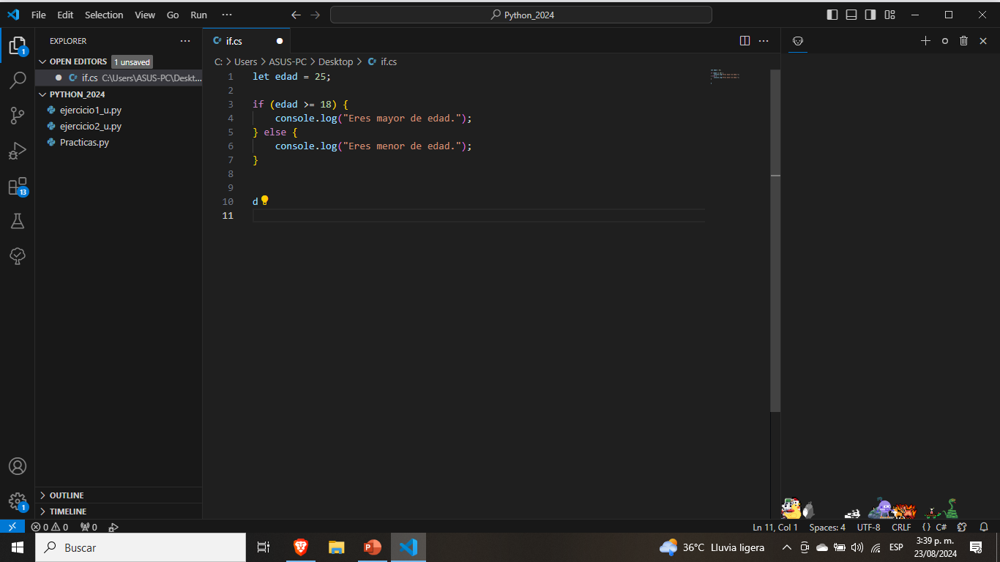 File Edit Selection View Go Run ··· Python_2024
EXPLORER ···
OPEN EDITORS 1 unsaved
if.cs C:\Users\ASUS-PC\Deskt...
PYTHON_2024
ejercicio1_u.py
ejercicio2_u.py
Practicas.py
OUTLINE
TIMELINE
1
13
1
if.cs
C: > Users > ASUS-PC > Desktop > if.cs
1 let edad = 25;
2
3 if (edad >= 18) {
4 console.log("Eres mayor de edad.");
5 } else {
6 console.log("Eres menor de edad.");
7 }
8
9
10 d
11
0 0 0 Ln 11, Col 1 Spaces: 4 UTF-8 CRLF {} C#
Buscar 36°C Lluvia ligera ESP 3:39 p. m.
23/08/2024